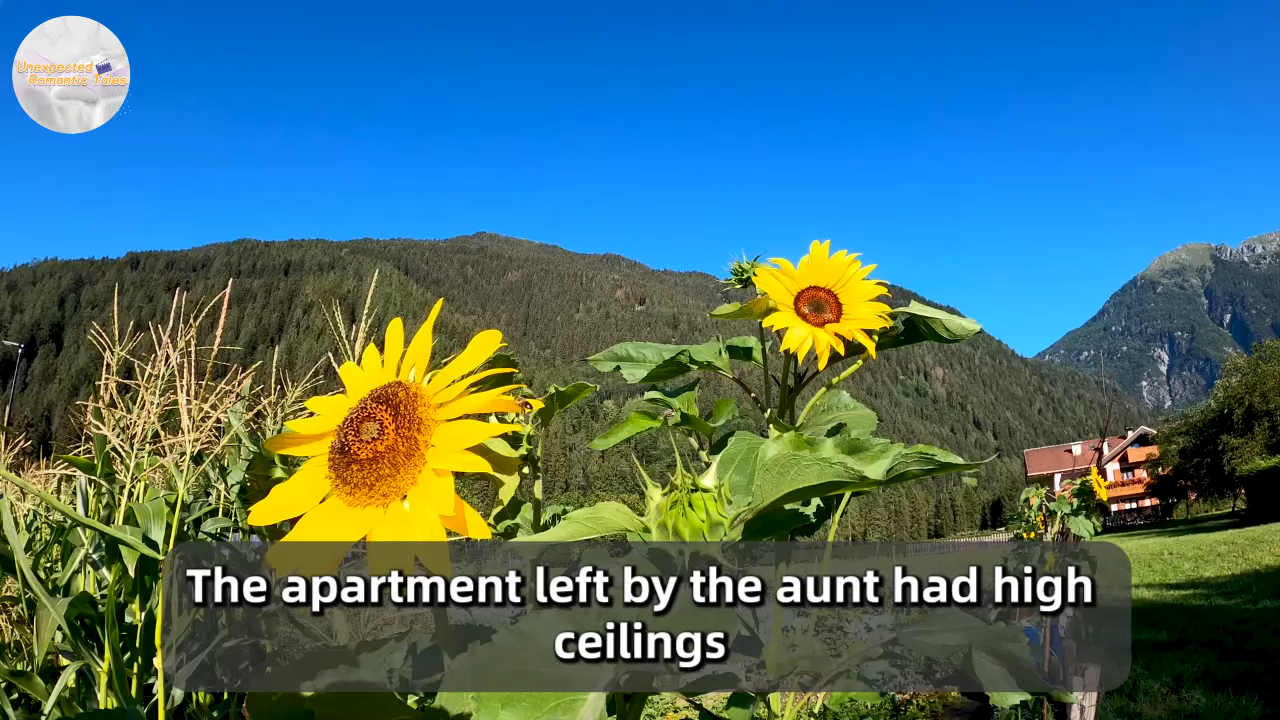 Unexpected
Romantic Tales
The apartment left by the aunt had high
ceilings